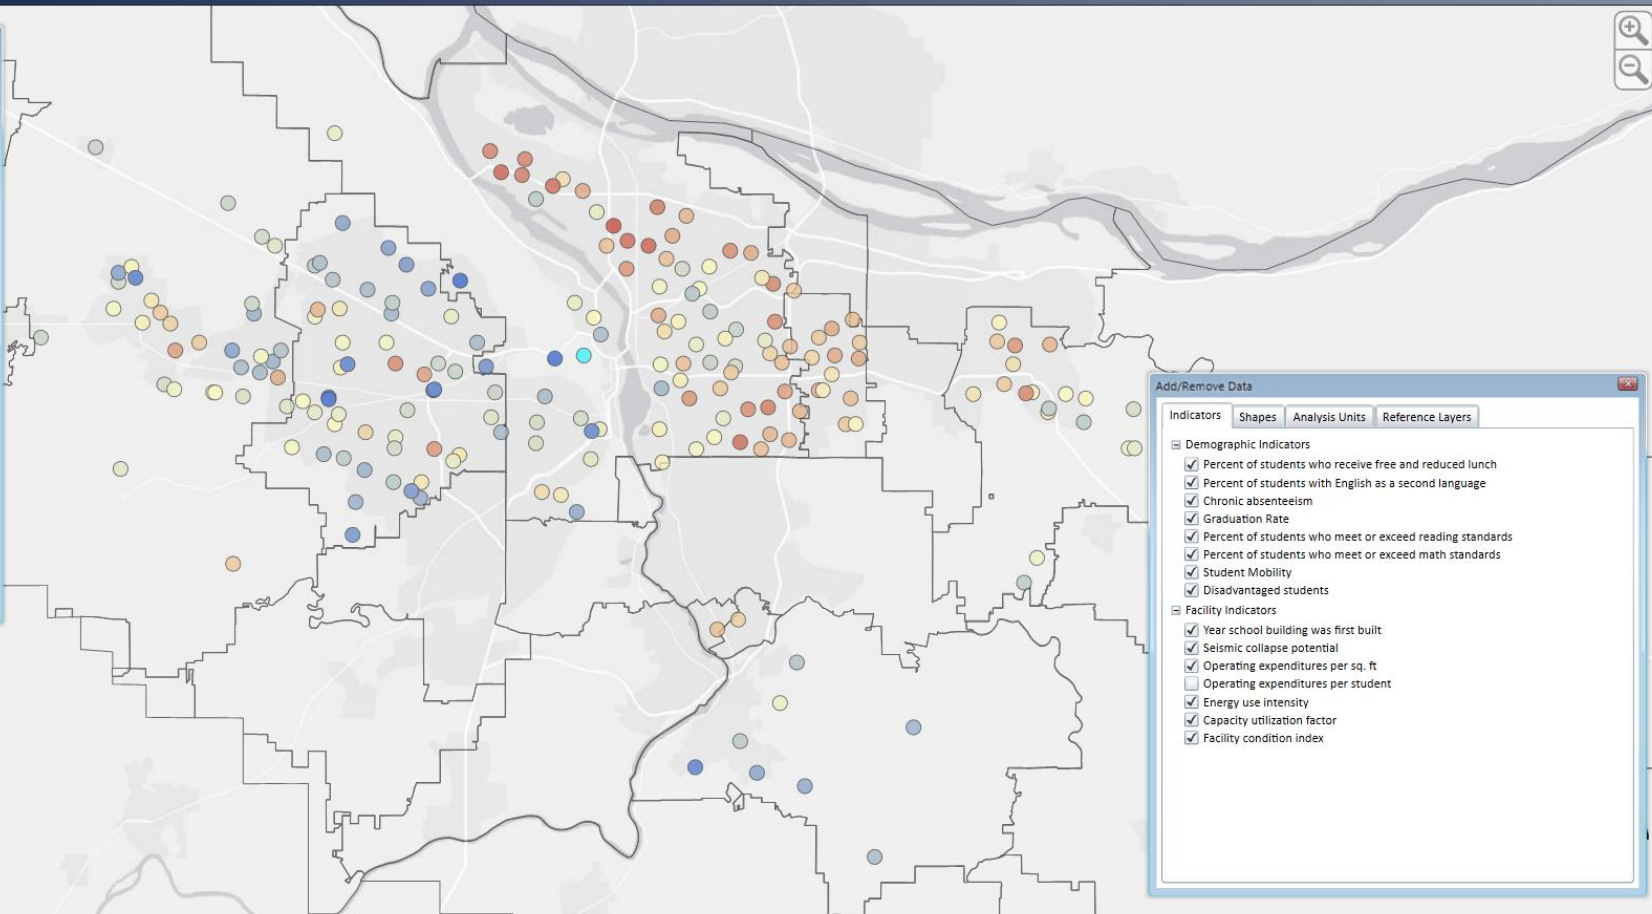 Add/Remove Data
Indicators Shapes Analysis Units Reference Layers
Demographic Indicators
Percent of students who receive free and reduced lunch
Percent of students with English as a second language
Chronic absenteeism
Graduation Rate
Percent of students who meet or exceed reading standards
Percent of students who meet or exceed math standards
Student Mobility
Disadvantaged students
Facility Indicators
Year school building was first built
Seismic collapse potential
Operating expenditures per sq. ft
Operating expenditures per student
Energy use intensity
Capacity utilization factor
Facility condition index